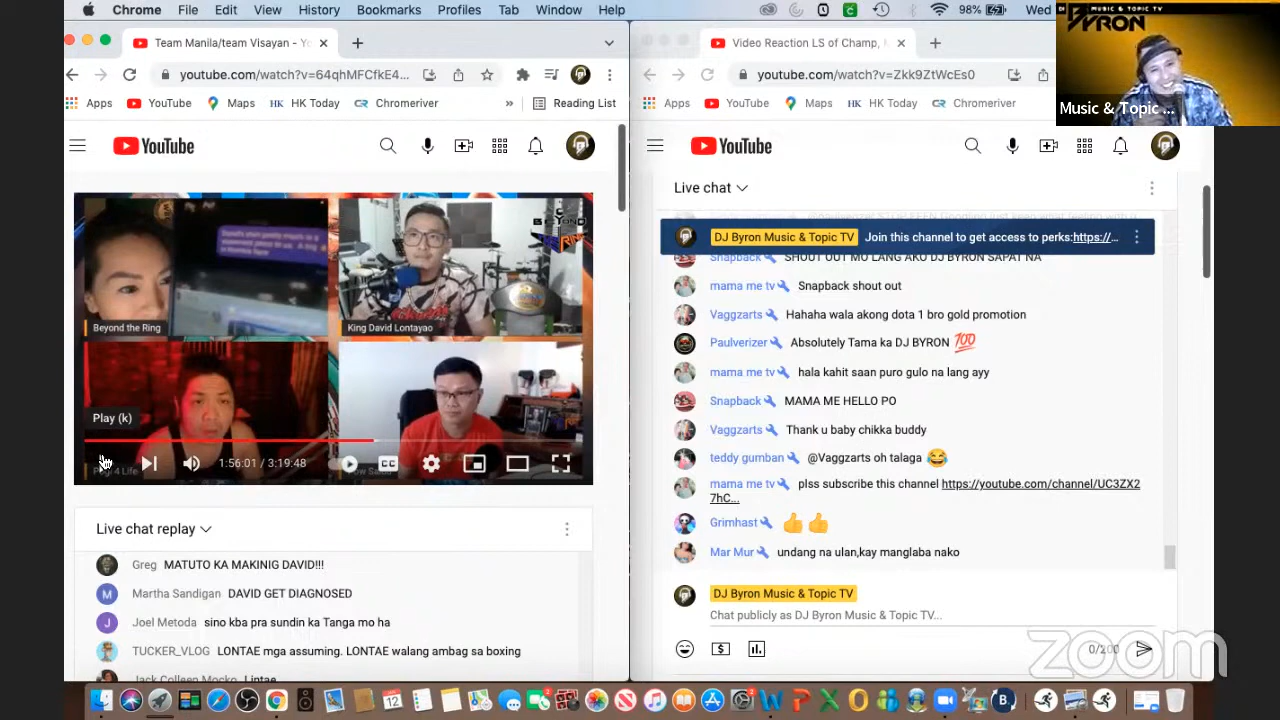 Chrome File Edit View History Bookmarks Profiles Tab Window Help
98%
MUSIC & TOPIC TV
BYRON
Music & Topic ...
Team Manila/team Visayan - Yo
youtube.com/watch?v=64qhMFCfkE4...
Apps YouTube Maps HK Today Chromeriver » Reading List
YouTube
BEYOND
THE RING
Beyond the Ring
King David Lontayao
Play (k)
1:56:01 / 3:19:48
CC
Live chat replay
Greg MATUTO KA MAKINIG DAVID!!!
Martha Sandigan DAVID GET DIAGNOSED
Joel Metoda sino kba pra sundin ka Tanga mo ha
TUCKER_VLOG LONTAE mga assuming. LONTAE walang ambag sa boxing
Jack Colleen Mocko Lintae
Video Reaction LS of Champ,
youtube.com/watch?v=Zkk9ZtWcEs0
Apps YouTube Maps HK Today Chromeriver
YouTube
Live chat
DJ Byron Music & Topic TV Join this channel to get access to perks:https://...
Snapback SHOUT OUT MO LANG AKO DJ BYRON SAPAT NA
mama me tv Snapback shout out
Vaggzarts Hahaha wala akong dota 1 bro gold promotion
Paulverizer Absolutely Tama ka DJ BYRON 💯
mama me tv hala kahit saan puro gulo na lang ayy
Snapback MAMA ME HELLO PO
Vaggzarts Thank u baby chikka buddy
teddy gumban @Vaggzarts oh talaga 😂
mama me tv plss subscribe this channel https://youtube.com/channel/UC3ZX2
7hC...
Grimhast 👍👍
Mar Mur undang na ulan,kay manglaba nako
DJ Byron Music & Topic TV
Chat publicly as DJ Byron Music & Topic TV...
0/200
zoom